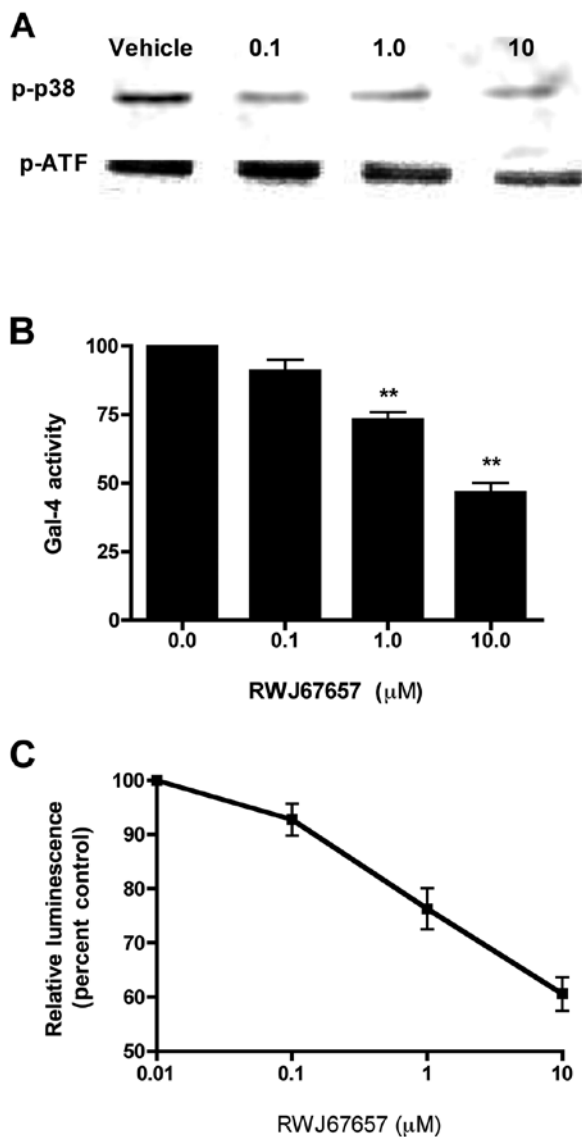 A
Vehicle 0.1 1.0 10
p-p38
p-ATF
B
100
75
50
25
0
Gal-4 activity
**
**
0.0 0.1 1.0 10.0
RWJ67657 (μM)
C
100
90
80
70
60
50
Relative luminescence
(percent control)
0.01 0.1 1 10
RWJ67657 (μM)